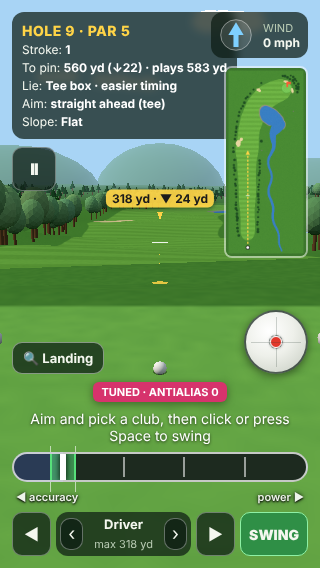 HOLE 9 · PAR 5
Stroke: 1
To pin: 560 yd (↓22) · plays 583 yd
Lie: Tee box · easier timing
Aim: straight ahead (tee)
Slope: Flat
WIND
0 mph
318 yd · ▼ 24 yd
🔍 Landing
TUNED · ANTIALIAS 0
Aim and pick a club, then click or press
Space to swing
◀ accuracy
power ▶
◀
‹
Driver
max 318 yd
›
▶
SWING